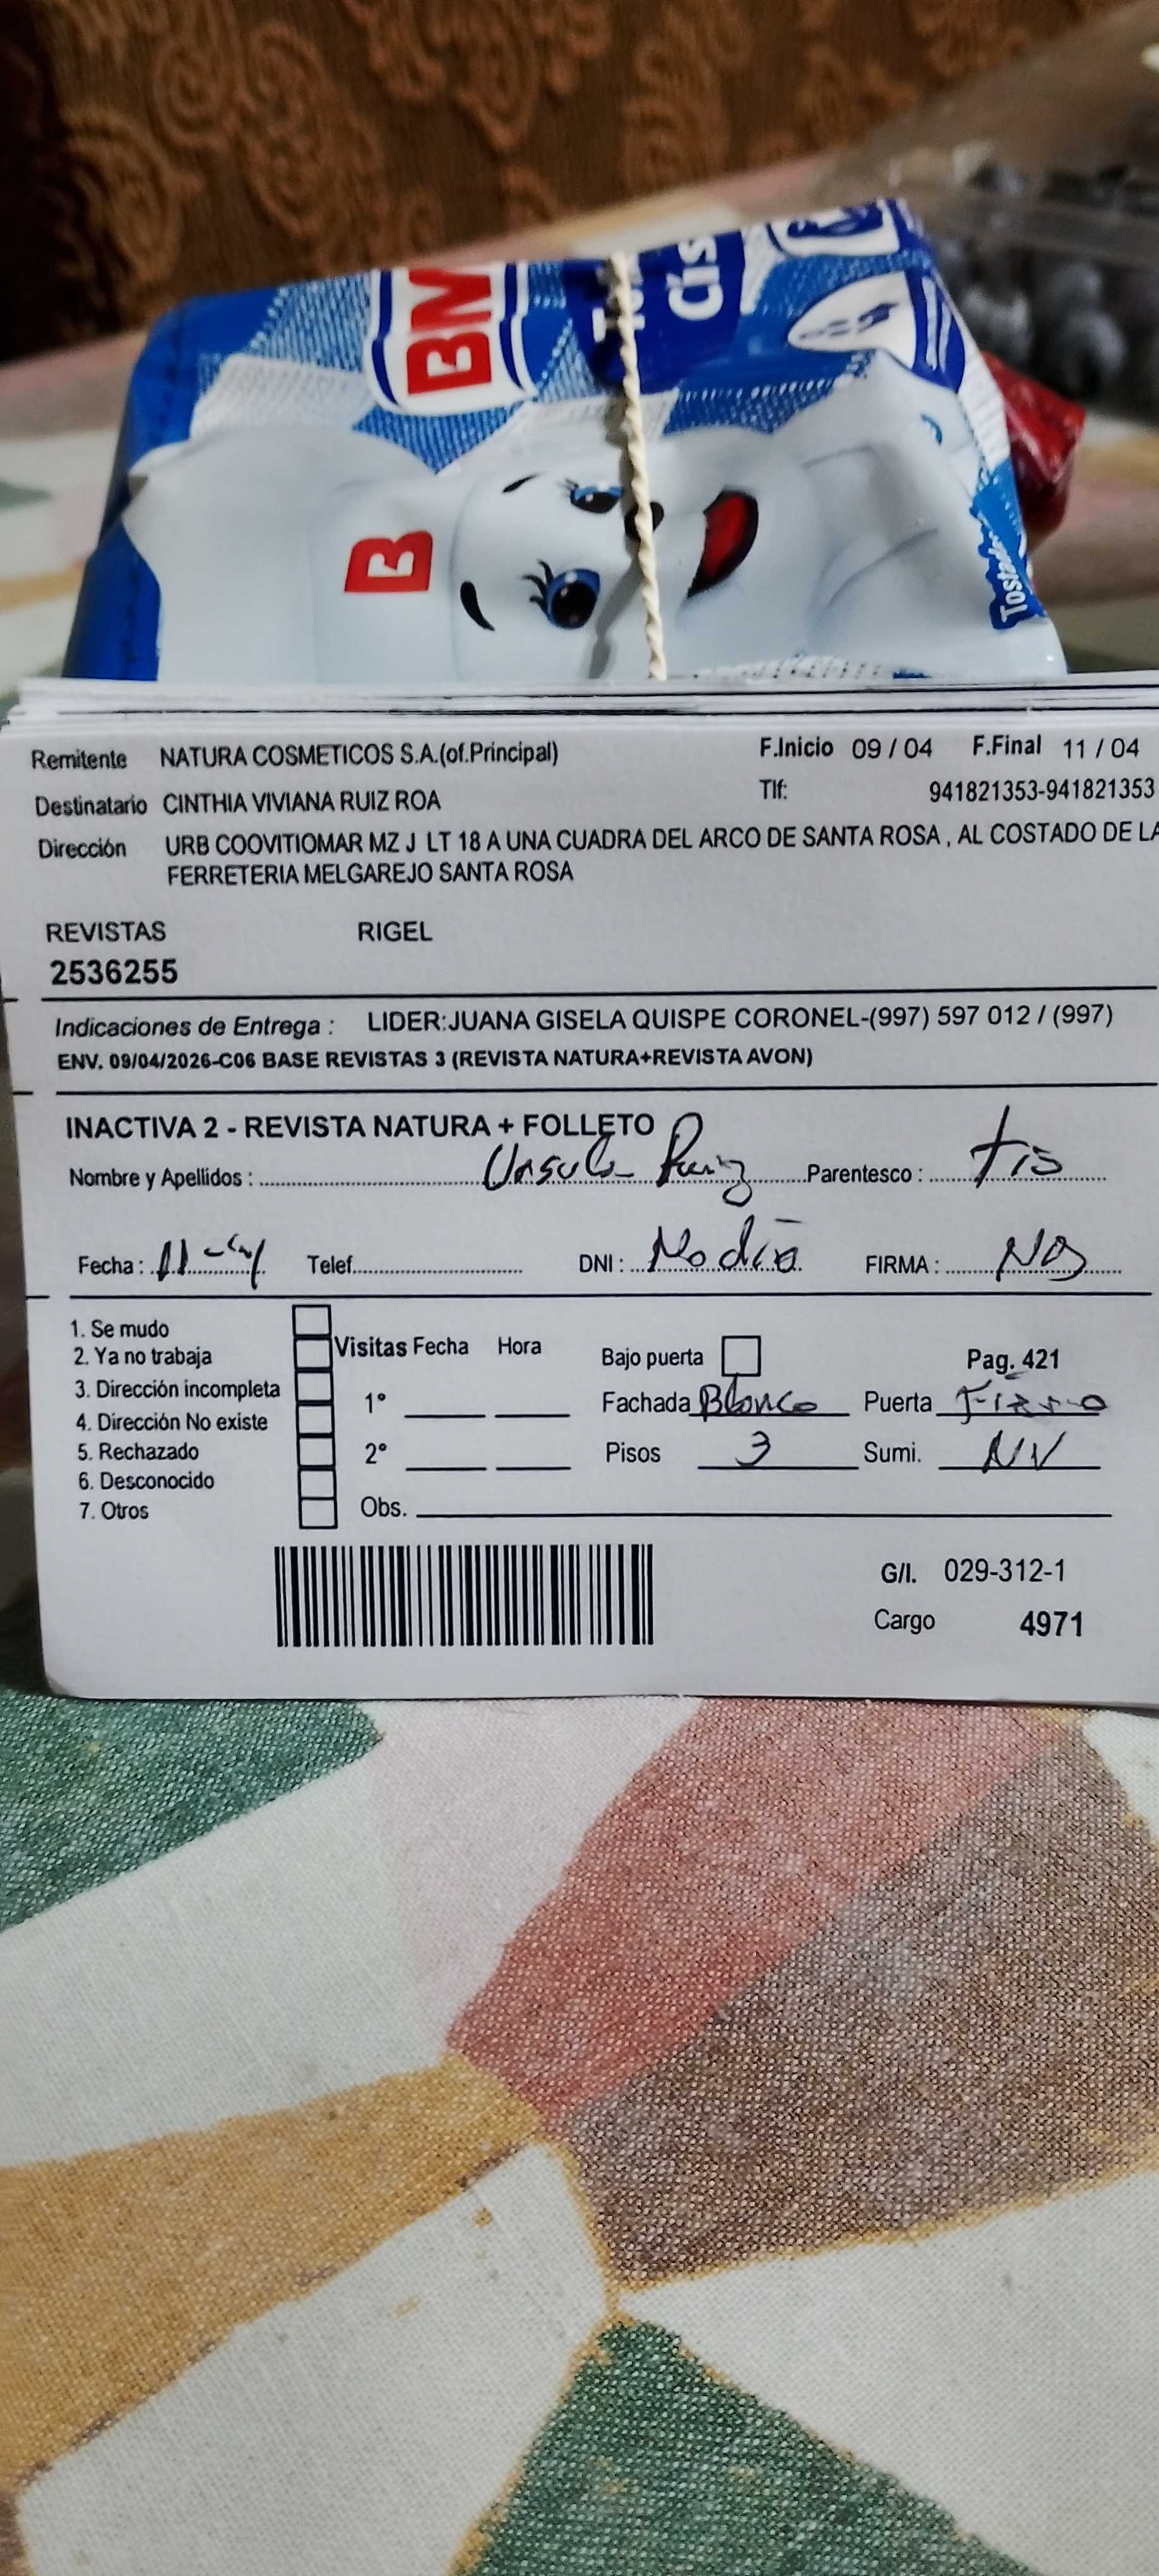 BM
B
Tostado
Remitente NATURA COSMETICOS S.A.(of.Principal) F.Inicio 09 / 04 F.Final 11 / 04
Destinatario CINTHIA VIVIANA RUIZ ROA Tlf: 941821353-941821353
Dirección URB COOVITIOMAR MZ J LT 18 A UNA CUADRA DEL ARCO DE SANTA ROSA , AL COSTADO DE LA
FERRETERIA MELGAREJO SANTA ROSA
REVISTAS RIGEL
2536255
Indicaciones de Entrega : LIDER:JUANA GISELA QUISPE CORONEL-(997) 597 012 / (997)
ENV. 09/04/2026-C06 BASE REVISTAS 3 (REVISTA NATURA+REVISTA AVON)
INACTIVA 2 - REVISTA NATURA + FOLLETO
Nombre y Apellidos : Ursula Ruiz Parentesco :
Fecha : 11 Telef. DNI : No dio FIRMA : NO
1. Se mudo
2. Ya no trabaja
3. Dirección incompleta
4. Dirección No existe
5. Rechazado
6. Desconocido
7. Otros
Visitas Fecha Hora
1°
2°
Obs.
Bajo puerta Pag. 421
Fachada Blanco Puerta Fierro
Pisos 3 Sumi. NV
G/I. 029-312-1
Cargo 4971